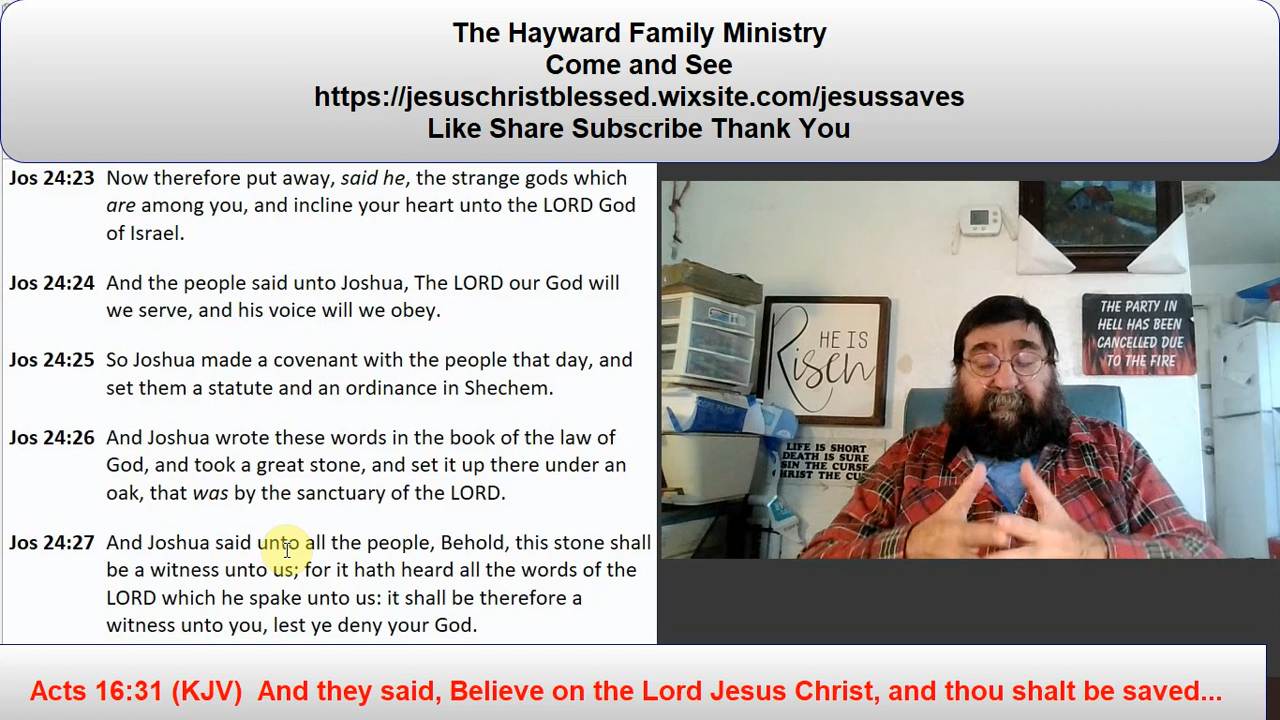 The Hayward Family Ministry
Come and See
https://jesuschristblessed.wixsite.com/jesussaves
Like Share Subscribe Thank You
Jos 24:23 Now therefore put away, said he, the strange gods which
are among you, and incline your heart unto the LORD God
of Israel.
Jos 24:24 And the people said unto Joshua, The LORD our God will
we serve, and his voice will we obey.
Jos 24:25 So Joshua made a covenant with the people that day, and
set them a statute and an ordinance in Shechem.
Jos 24:26 And Joshua wrote these words in the book of the law of
God, and took a great stone, and set it up there under an
oak, that was by the sanctuary of the LORD.
Jos 24:27 And Joshua said unto all the people, Behold, this stone shall
be a witness unto us; for it hath heard all the words of the
LORD which he spake unto us: it shall be therefore a
witness unto you, lest ye deny your God.
HE IS
Risen
THE PARTY IN
HELL HAS BEEN
CANCELLED DUE
TO THE FIRE
LIFE IS SHORT
DEATH IS SURE
SIN THE CURSE
HRIST THE CU
Acts 16:31 (KJV) And they said, Believe on the Lord Jesus Christ, and thou shalt be saved...